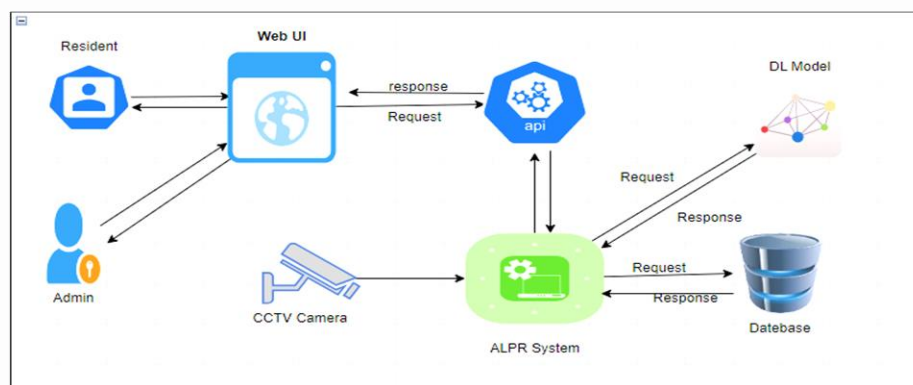 Web UI
Resident
response
Request
api
DL Model
Request
Response
Admin
CCTV Camera
Request
Response
Datebase
ALPR System